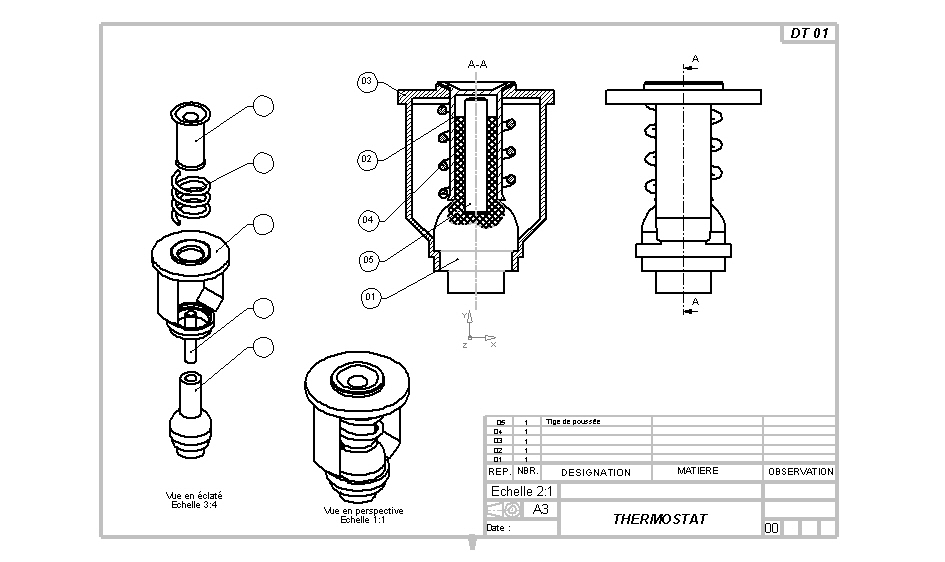 DT 01
A-A
A
03
02
04
05
01
A
Y
Z X
Vue en éclaté
Echelle 3:4
Vue en perspective
Echelle 1:1
05 1 Tige de poussée
04 1
03 1
02 1
01 1
REP. NBR. DESIGNATION MATIERE OBSERVATION
Echelle 2:1
A3
THERMOSTAT
Date :
00